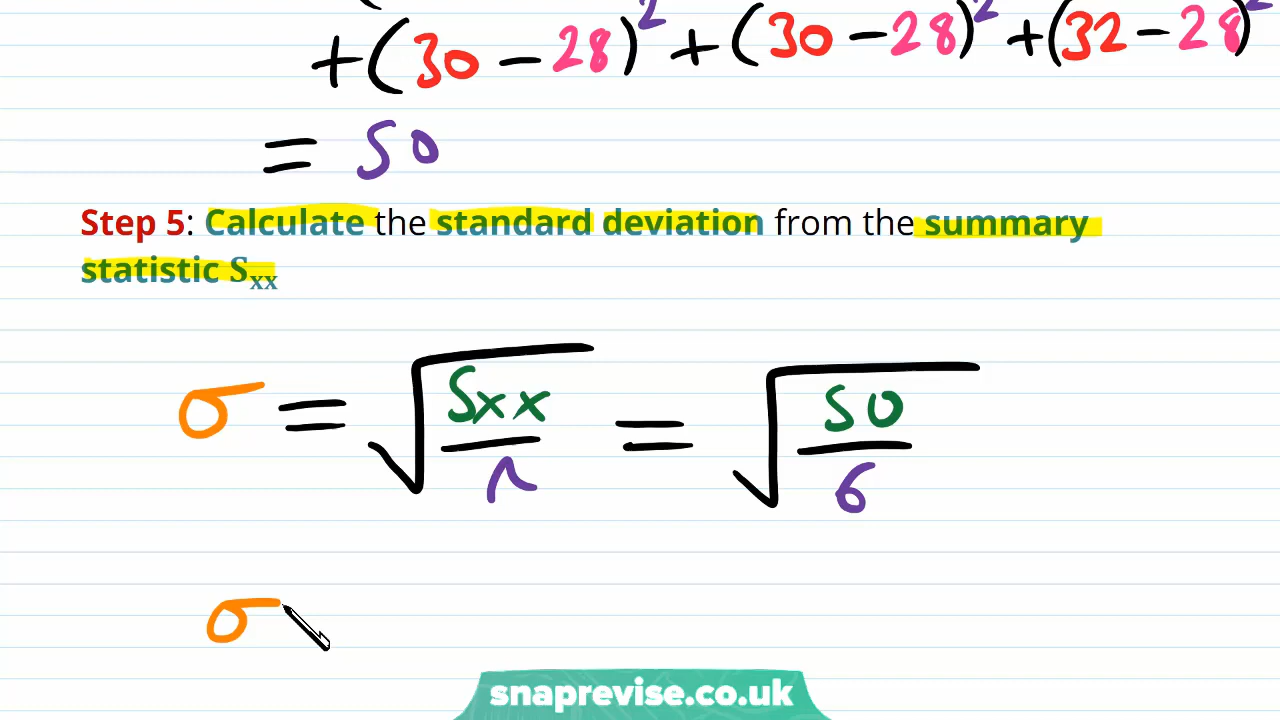 +(30 − 28)² + (30 − 28)² + (32 − 28)²
= 50
Step 5: Calculate the standard deviation from the summary
statistic Sxx
σ = √(Sxx/n) = √(50/6)
σ
snaprevise.co.uk